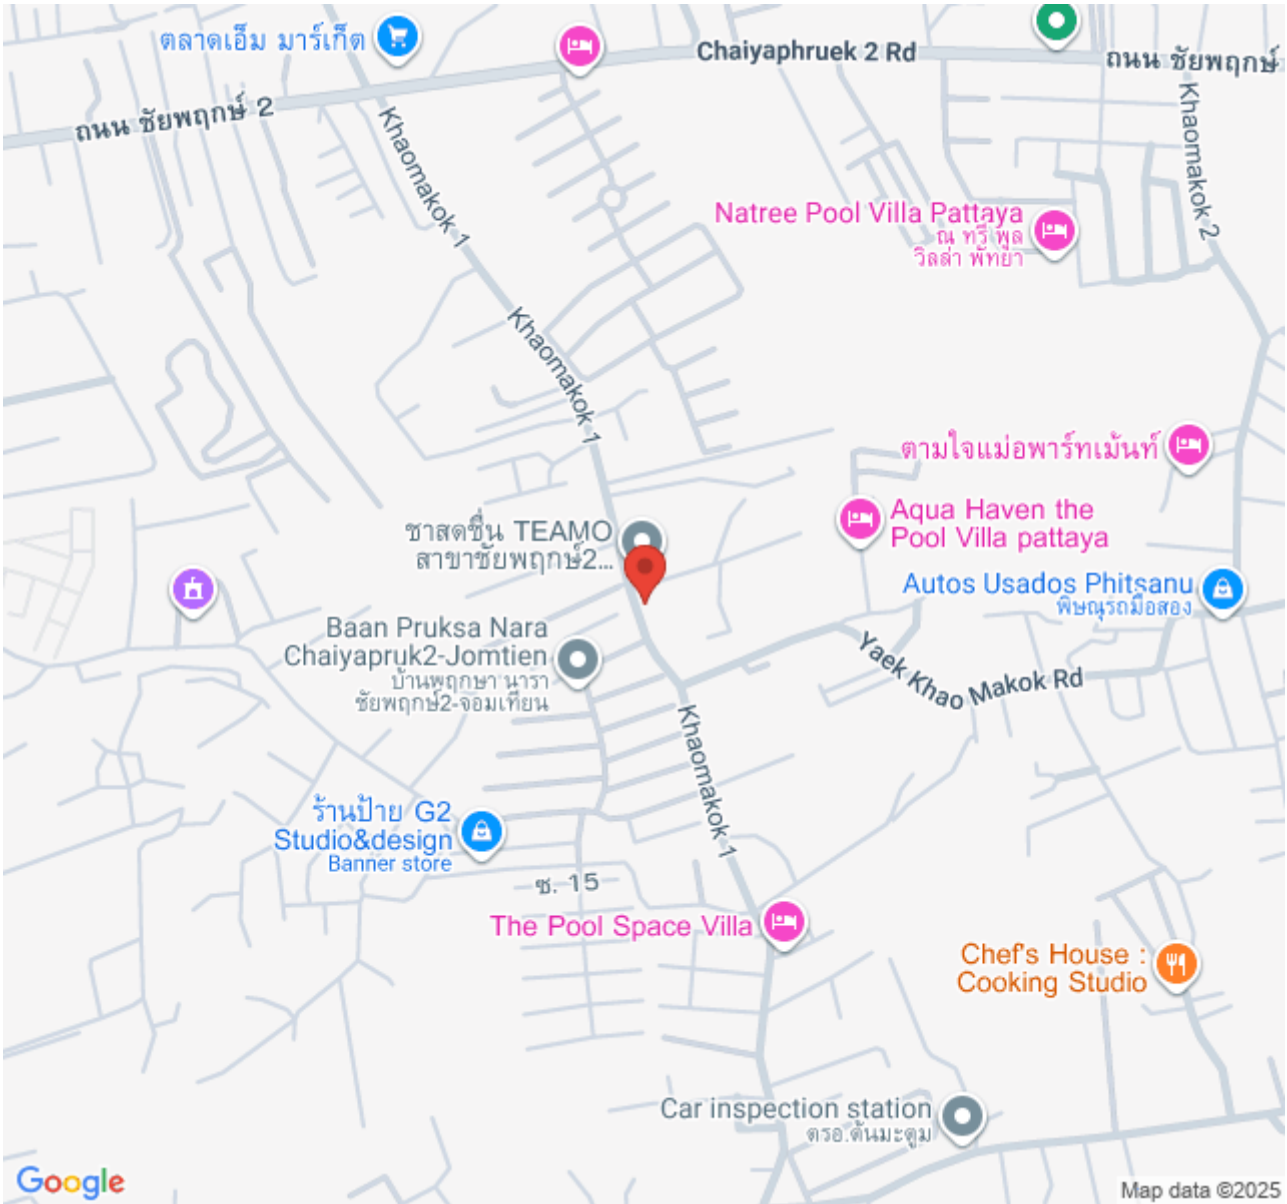 ตลาดเอ็ม มาร์เก็ต
Chaiyaphruek 2 Rd
ถนน ชัยพฤกษ์
ถนน ชัยพฤกษ์ 2
Khaomakok 1
Khaomakok 2
Natree Pool Villa Pattaya
ณ ทรี พูล
วิลล่า พัทยา
Khaomakok 1
ตามใจแม่อพาร์ทเม้นท์
ชาสดชื่น TEAMO
สาขาชัยพฤกษ์2...
Aqua Haven the
Pool Villa pattaya
Autos Usados Phitsanu
พิษณุรถมือสอง
Baan Pruksa Nara
Chaiyapruk2-Jomtien
บ้านพฤกษา นารา
ชัยพฤกษ์2-จอมเทียน
Yaek Khao Makok Rd
Khaomakok 1
ร้านป้าย G2
Studio&design
Banner store
ซ. 15
The Pool Space Villa
Chef's House :
Cooking Studio
Car inspection station
ตรอ.ต้นมะตูม
Google
Map data ©2025